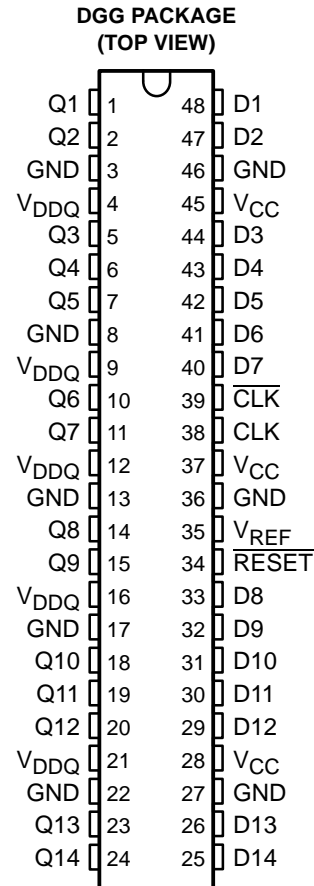 DGG PACKAGE
(TOP VIEW)
Q1 1 48 D1
Q2 2 47 D2
GND 3 46 GND
VDDQ 4 45 VCC
Q3 5 44 D3
Q4 6 43 D4
Q5 7 42 D5
GND 8 41 D6
VDDQ 9 40 D7
Q6 10 39 C̅L̅K̅
Q7 11 38 CLK
VDDQ 12 37 VCC
GND 13 36 GND
Q8 14 35 VREF
Q9 15 34 R̅E̅S̅E̅T̅
VDDQ 16 33 D8
GND 17 32 D9
Q10 18 31 D10
Q11 19 30 D11
Q12 20 29 D12
VDDQ 21 28 VCC
GND 22 27 GND
Q13 23 26 D13
Q14 24 25 D14